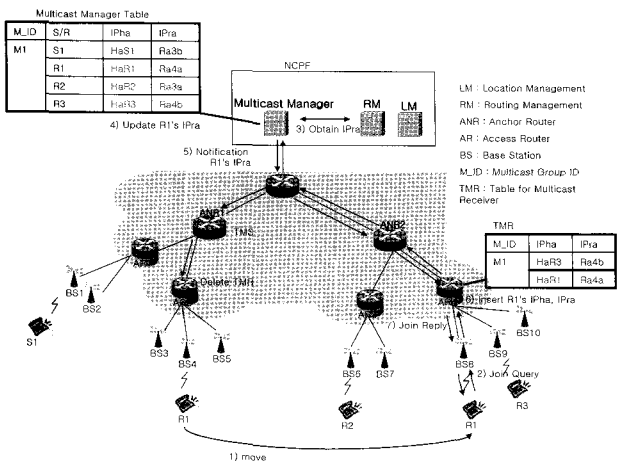 Multicast Manager Table
M_ID S/R IPha IPra
M1 S1 HaS1 Ra3b
R1 HaR1 Ra4a
R2 HaR2 Ra3a
R3 HaR3 Ra4b
NCPF
Multicast Manager RM LM
3) Obtain IPra
4) Update R1's IPra
5) Notification
R1's IPra
LM : Location Management
RM : Routing Management
ANR : Anchor Router
AR : Access Router
BS : Base Station
M_ID : Multicast Group ID
TMR : Table for Multicast
Receiver
ANR1
TMS
ANR2
TMR
M_ID IPha IPra
M1 HaR3 Ra4b
HaR1 Ra4a
Delete TMR
6) Insert R1's IPha, IPra
7) Join Reply
BS1
BS2
BS3
BS4
BS5
BS6
BS7
BS8
BS9
BS10
2) Join Query
S1
R1
R2
R1
R3
1) move